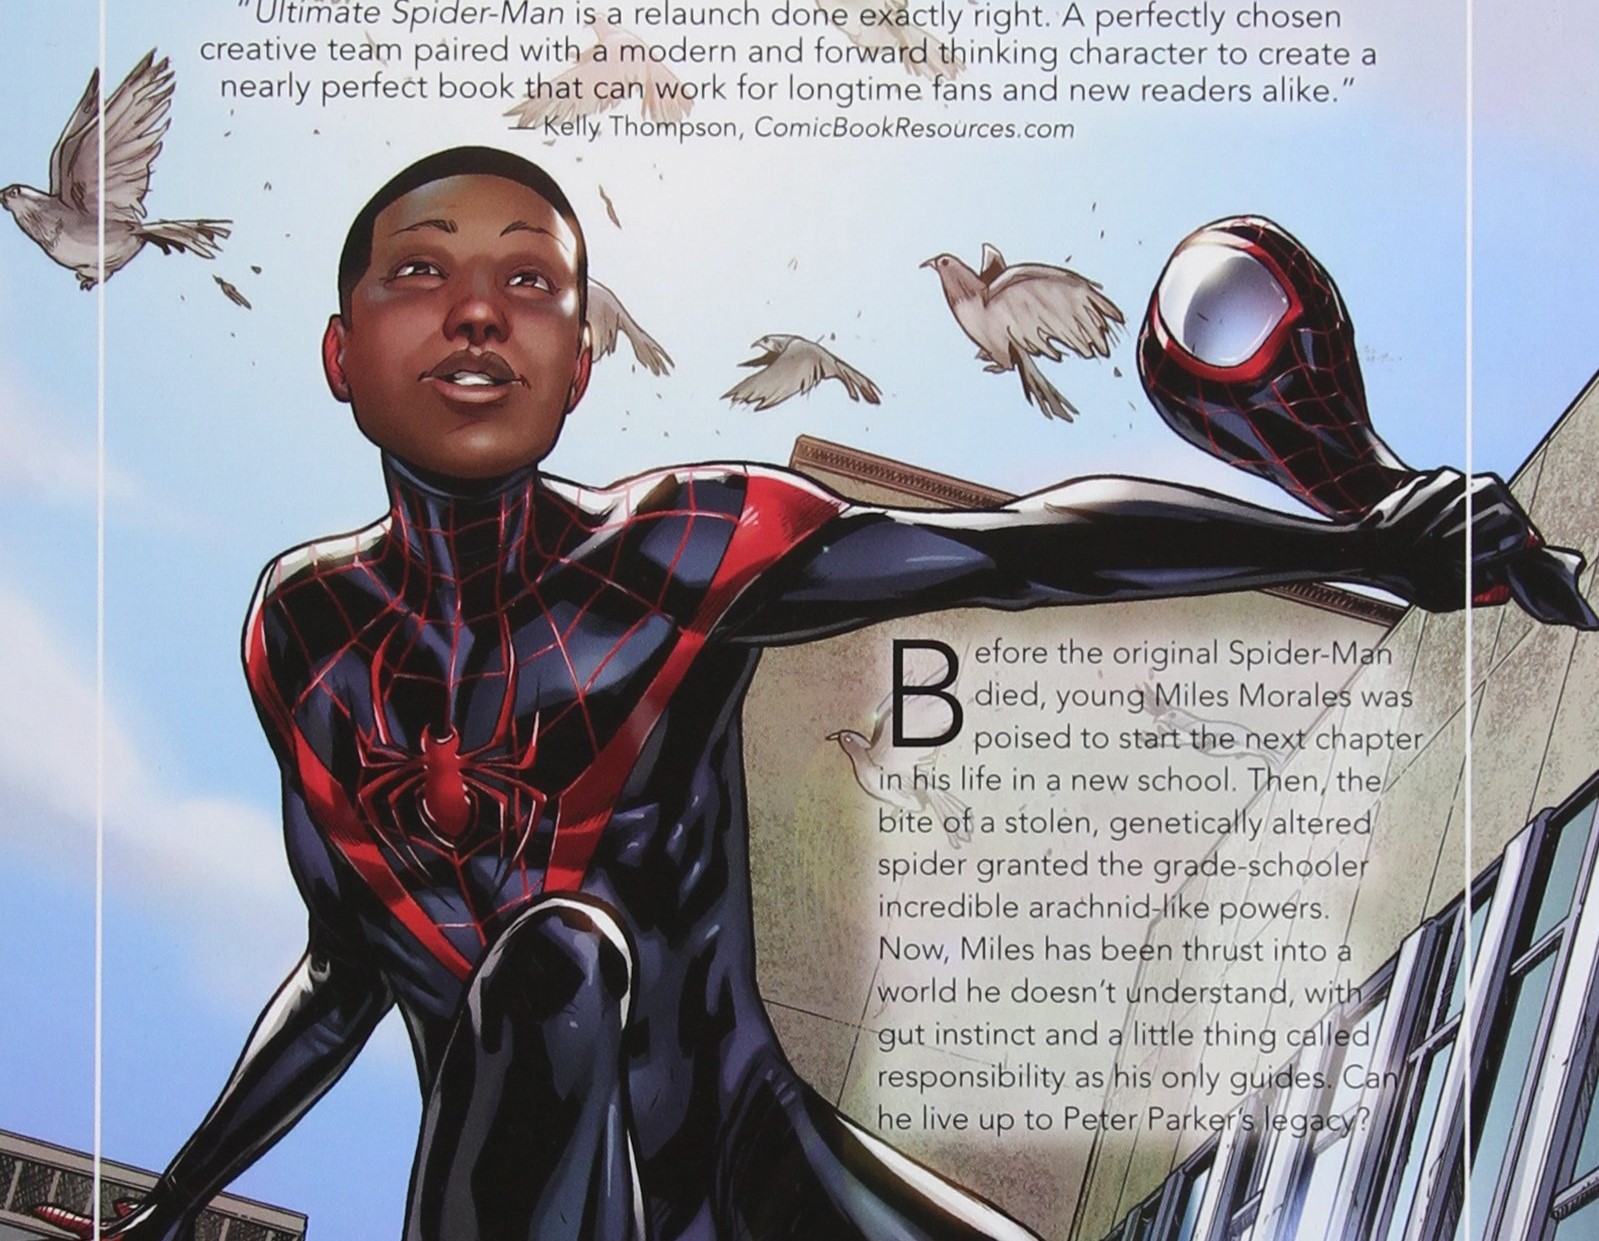 "Ultimate Spider-Man is a relaunch done exactly right. A perfectly chosen
creative team paired with a modern and forward thinking character to create a
nearly perfect book that can work for longtime fans and new readers alike."
— Kelly Thompson, ComicBookResources.com
Before the original Spider-Man
died, young Miles Morales was
poised to start the next chapter
in his life in a new school. Then, the
bite of a stolen, genetically altered
spider granted the grade-schooler
incredible arachnid-like powers.
Now, Miles has been thrust into a
world he doesn't understand, with
gut instinct and a little thing called
responsibility as his only guides. Can
he live up to Peter Parker's legacy?